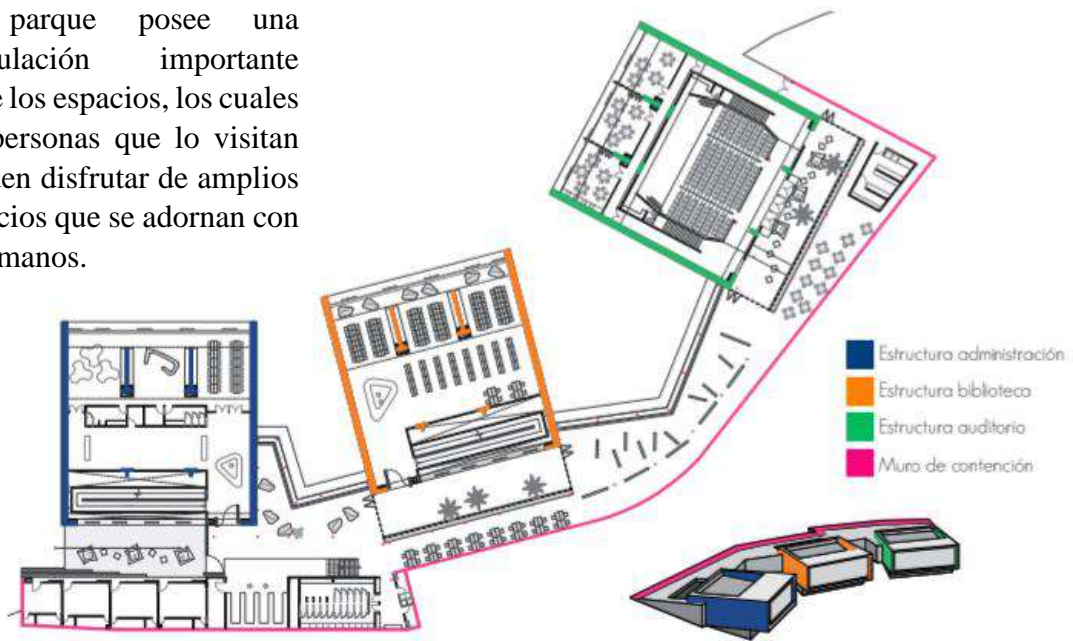 parque posee una
ulación importante
e los espacios, los cuales
personas que lo visitan
en disfrutar de amplios
cios que se adornan con
manos.
Estructura administración
Estructura biblioteca
Estructura auditorio
Muro de contención